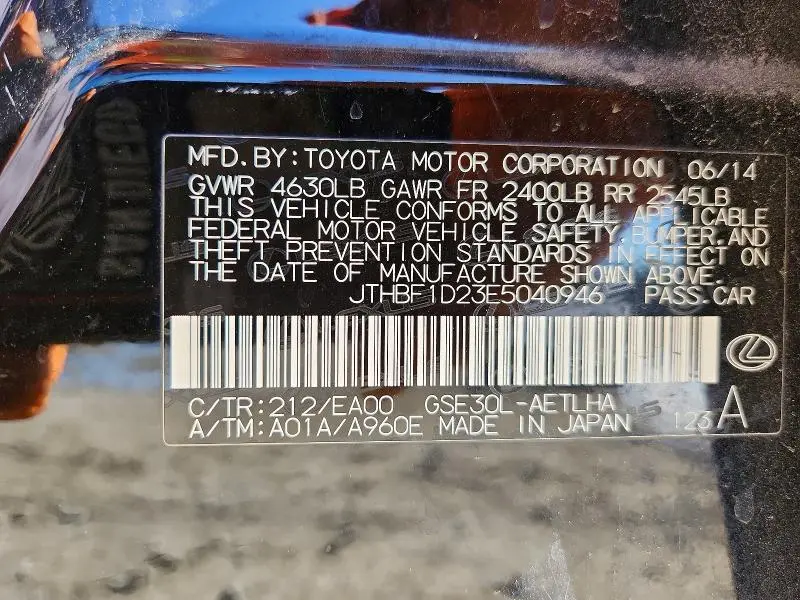 MFD.BY:TOYOTA MOTOR CORPORATION 06/14
GVWR 4630LB GAWR FR 2400LB RR 2545LB
THIS VEHICLE CONFORMS TO ALL APPLICABLE
FEDERAL MOTOR VEHICLE SAFETY,BUMPER,AND
THEFT PREVENTION STANDARDS IN EFFECT ON
THE DATE OF MANUFACTURE SHOWN ABOVE.
JTHBF1D23E5040946 PASS.CAR
C/TR:212/EA00 GSE30L-AETLHA
A/TM:A01A/A960E MADE IN JAPAN 123 A